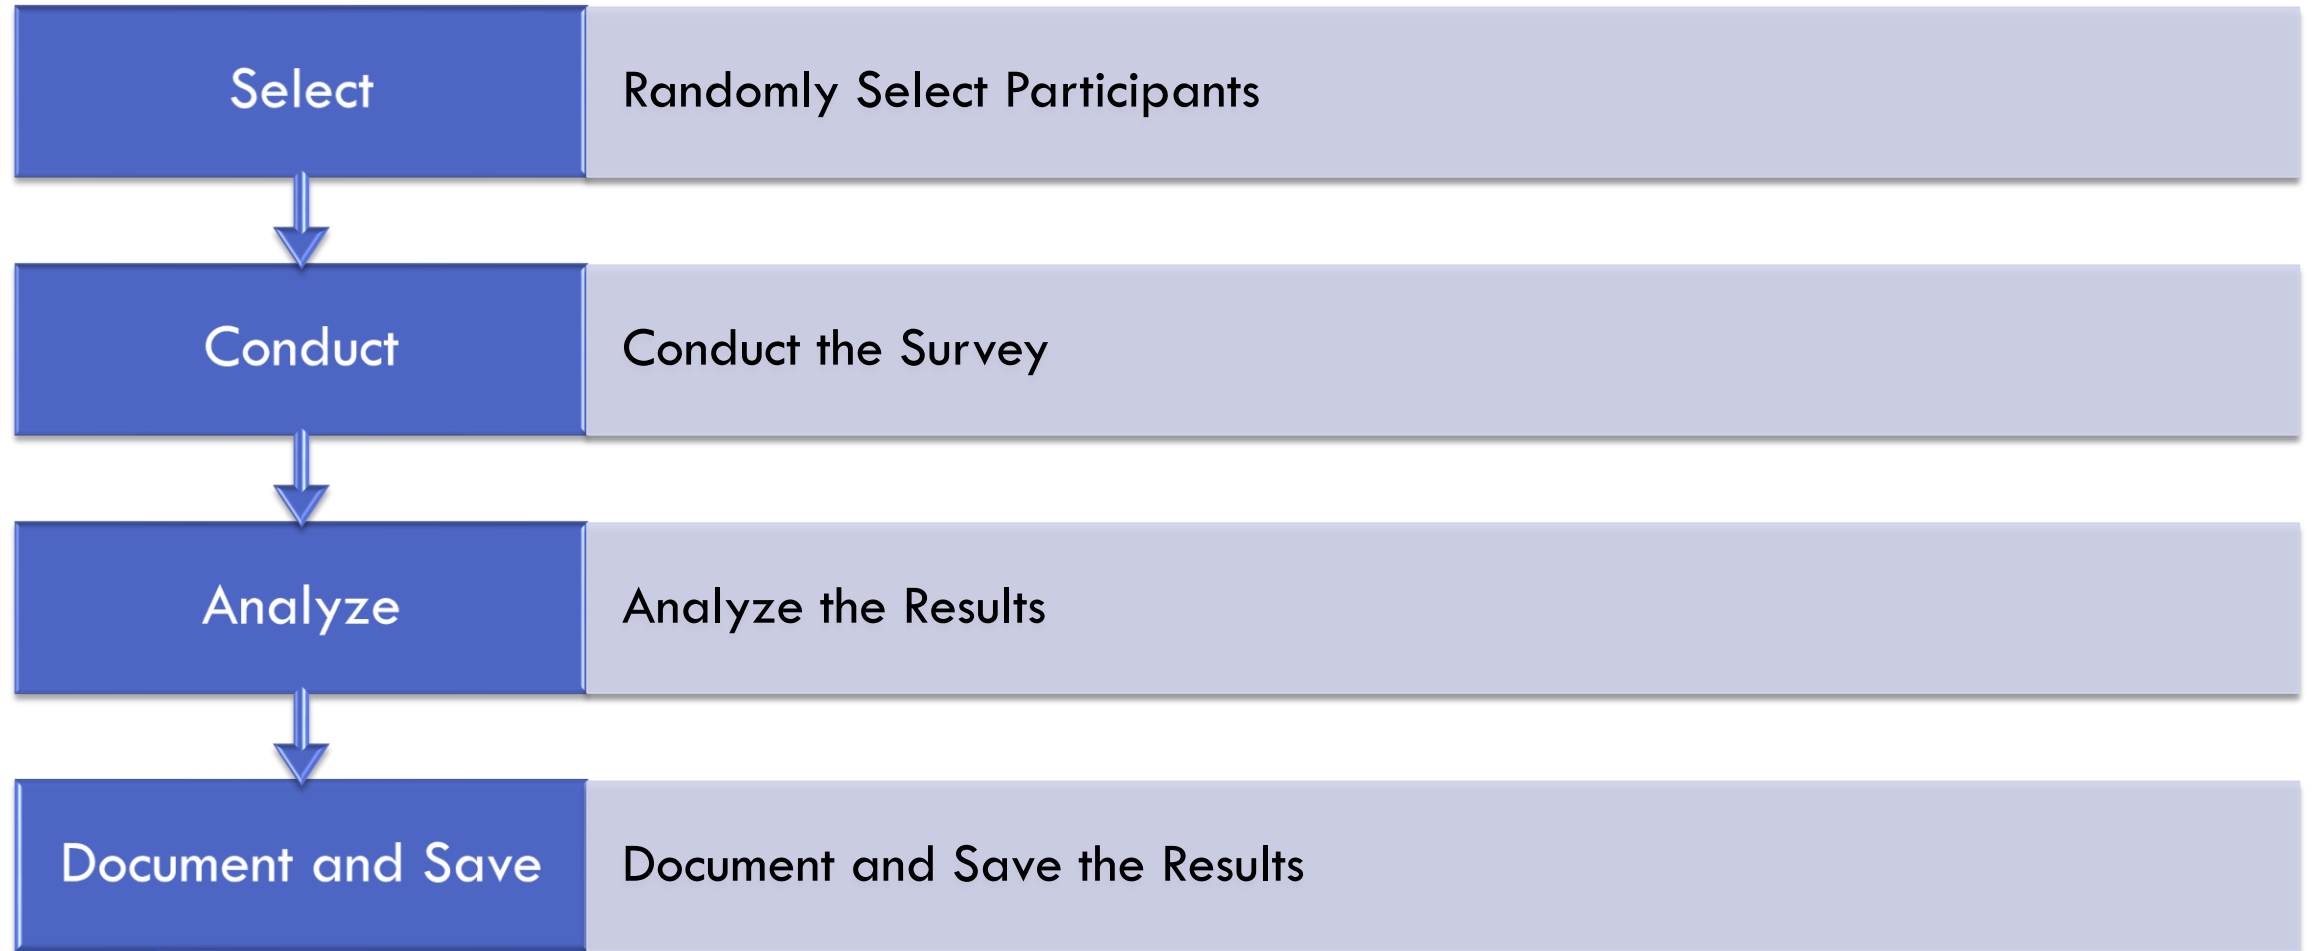 Select
Randomly Select Participants
Conduct
Conduct the Survey
Analyze
Analyze the Results
Document and Save
Document and Save the Results